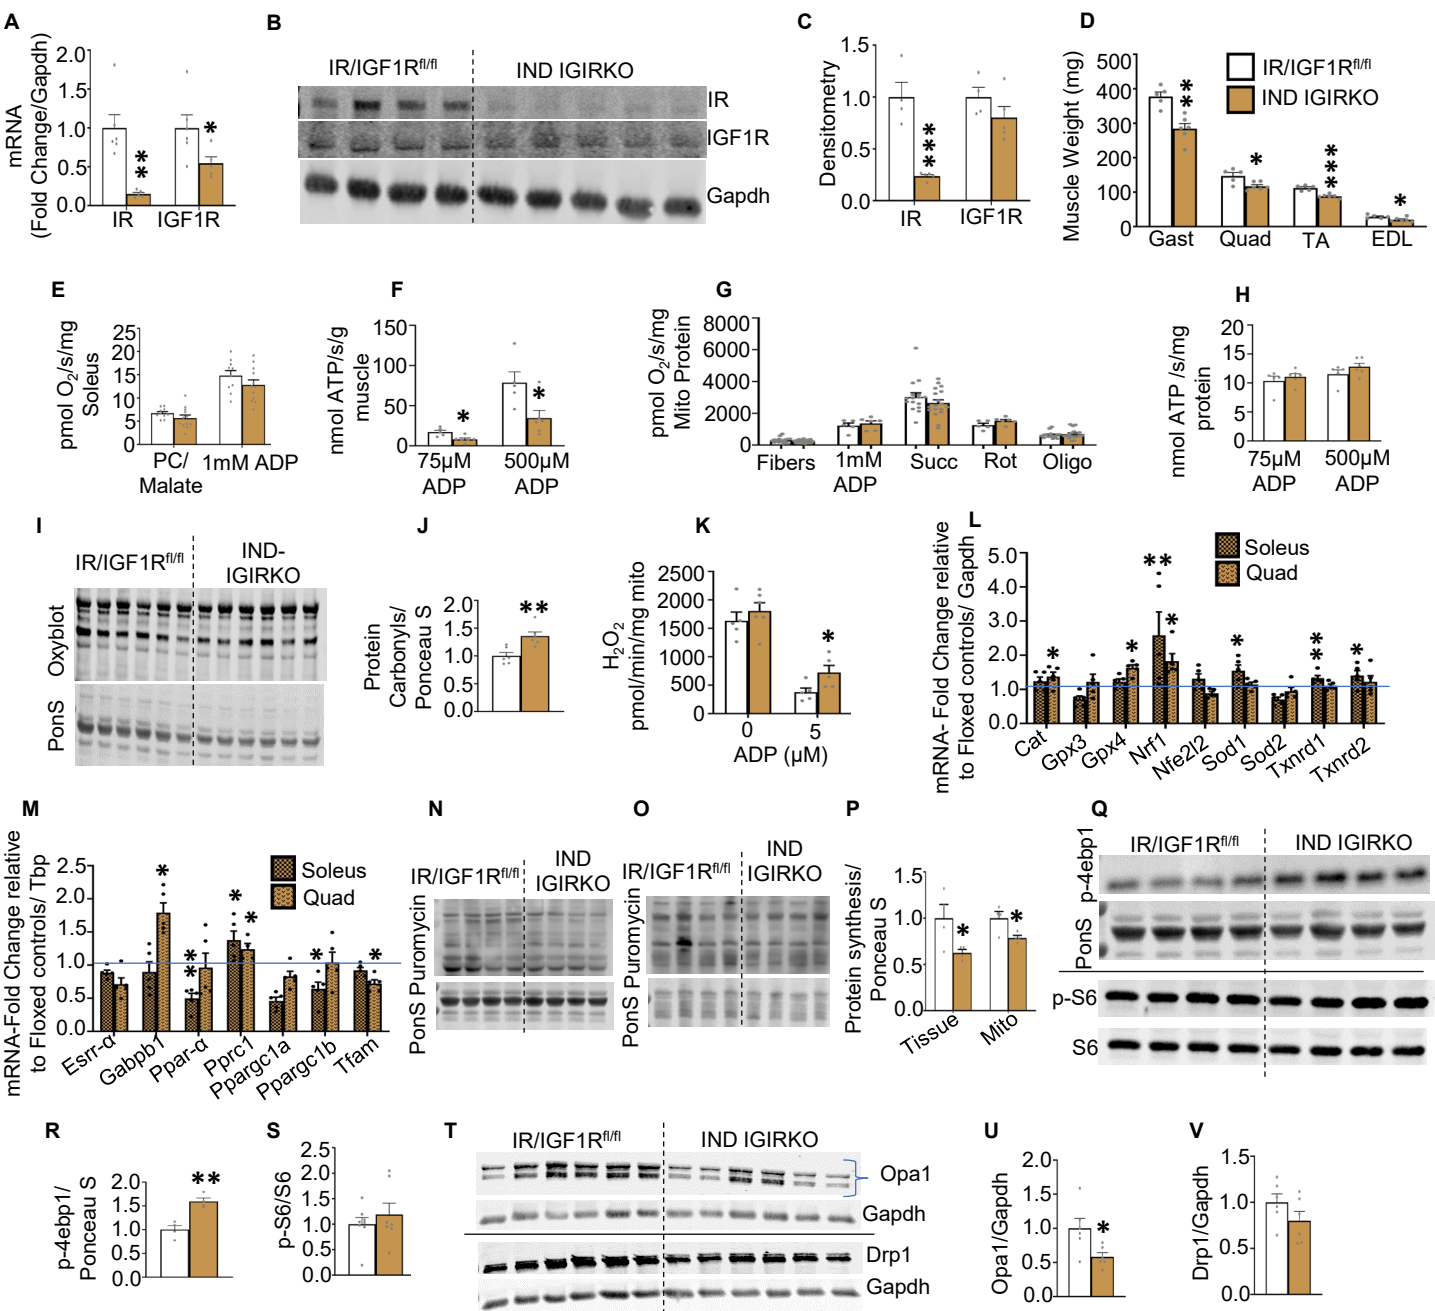 A
mRNA
(Fold Change/Gapdh)
2.0
1.5
1.0
0.5
0.0
**
*
IR
IGF1R
B
IR/IGF1Rfl/fl
IND IGIRKO
IR
IGF1R
Gapdh
C
Densitometry
1.5
1.0
0.5
0.0
***
IR
IGF1R
D
Muscle Weight (mg)
500
400
300
200
100
0
**
*
***
*
Gast
Quad
TA
EDL
IR/IGF1Rfl/fl
IND IGIRKO
E
pmol O2/s/mg
Soleus
25
20
15
10
5
0
PC/
Malate
1mM ADP
F
nmol ATP/s/g
muscle
150
100
50
0
*
*
75µM
ADP
500µM
ADP
G
pmol O2/s/mg
Mito Protein
8000
6000
4000
2000
0
Fibers
1mM
ADP
Succ
Rot
Oligo
H
nmol ATP /s/mg
protein
20
15
10
5
0
75µM
ADP
500µM
ADP
I
IR/IGF1Rfl/fl
IND-
IGIRKO
Oxyblot
PonS
J
Protein
Carbonyls/
Ponceau S
2.0
1.5
1.0
0.5
0.0
**
K
H2O2
pmol/min/mg mito
2500
2000
1500
1000
500
0
*
0
5
ADP (µM)
L
mRNA-Fold Change relative
to Floxed controls/ Gapdh
5.0
4.0
3.0
2.0
1.0
0.0
*
*
**
*
*
**
*
Soleus
Quad
Cat
Gpx3
Gpx4
Nrf1
Nfe2l2
Sod1
Sod2
Txnrd1
Txnrd2
M
mRNA-Fold Change relative
to Floxed controls/ Tbp
2.5
2.0
1.5
1.0
0.5
0.0
*
**
*
*
*
*
Soleus
Quad
Esrr-α
Gabpb1
Ppar-α
Pprc1
Ppargc1a
Ppargc1b
Tfam
N
IR/IGF1Rfl/fl
IND
IGIRKO
Puromycin
PonS
O
IR/IGF1Rfl/fl
IND
IGIRKO
Puromycin
PonS
P
Protein synthesis/
Ponceau S
1.5
1.0
0.5
0.0
*
*
Tissue
Mito
Q
IR/IGF1Rfl/fl
IND IGIRKO
p-4ebp1
PonS
p-S6
S6
R
p-4ebp1/
Ponceau S
2.0
1.5
1.0
0.5
0.0
**
S
p-S6/S6
2.5
2.0
1.5
1.0
0.5
0.0
T
IR/IGF1Rfl/fl
IND IGIRKO
Opa1
Gapdh
Drp1
Gapdh
U
Opa1/Gapdh
2.0
1.5
1.0
0.5
0.0
*
V
Drp1/Gapdh
1.5
1.0
0.5
0.0